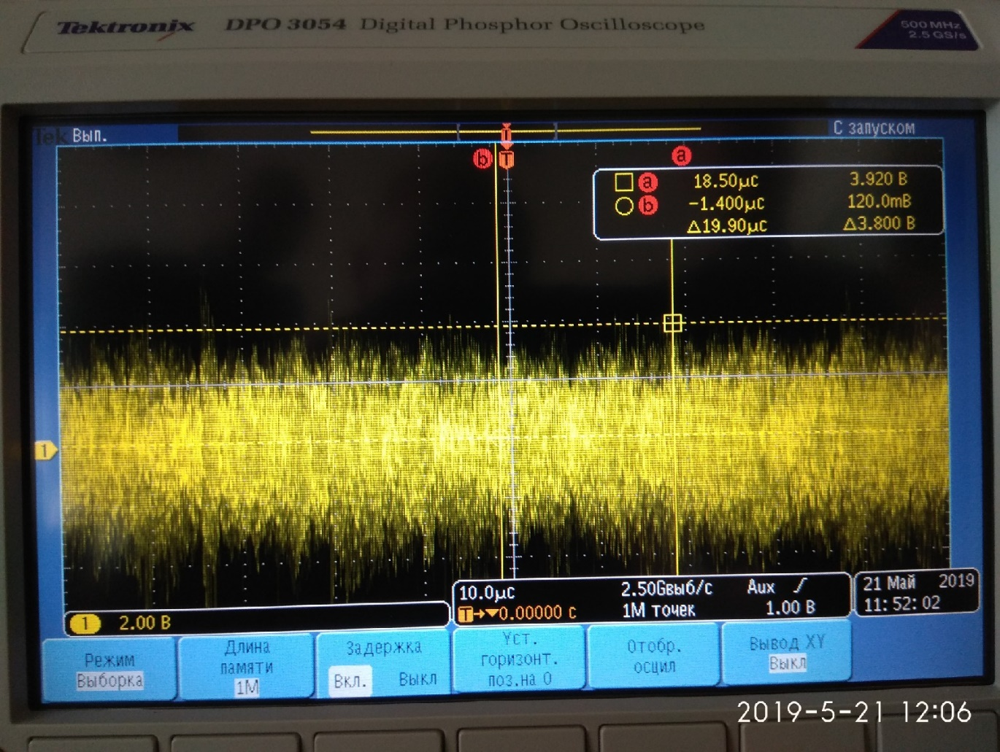 Tektronix DPO 3054 Digital Phosphor Oscilloscope
500 MHz
2.5 GS/s
Tek Вып.
С запуском
b T a
a 18.50µс 3.920 В
b −1.400µс 120.0mВ
Δ19.90µс Δ3.800 В
1
1 2.00 В
10.0µс 2.50Gвыб/с Aux
T→▼0.00000 с 1M точек 1.00 В
21 Май 2019
11:52:02
Режим
Выборка
Длина
памяти
1M
Задержка
Вкл. Выкл
Уст.
горизонт.
поз.на 0
Отобр.
осцил
Вывод XY
Выкл
2019-5-21 12:06